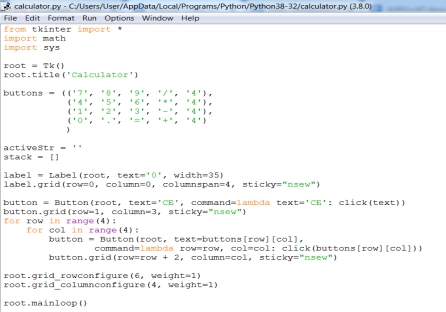 calculator.py - C:/Users/User/AppData/Local/Programs/Python/Python38-32/calculator.py (3.8.0)
File Edit Format Run Options Window Help
from tkinter import *
import math
import sys
root = Tk()
root.title('Calculator')
buttons = (('7', '8', '9', '/', '4'),
('4', '5', '6', '*', '4'),
('1', '2', '3', '-', '4'),
('0', '.', '=', '+', '4')
)
activeStr = ''
stack = []
label = Label(root, text='0', width=35)
label.grid(row=0, column=0, columnspan=4, sticky="nsew")
button = Button(root, text='CE', command=lambda text='CE': click(text))
button.grid(row=1, column=3, sticky="nsew")
for row in range(4):
for col in range(4):
button = Button(root, text=buttons[row][col],
command=lambda row=row, col=col: click(buttons[row][col]))
button.grid(row=row + 2, column=col, sticky="nsew")
root.grid_rowconfigure(6, weight=1)
root.grid_columnconfigure(4, weight=1)
root.mainloop()